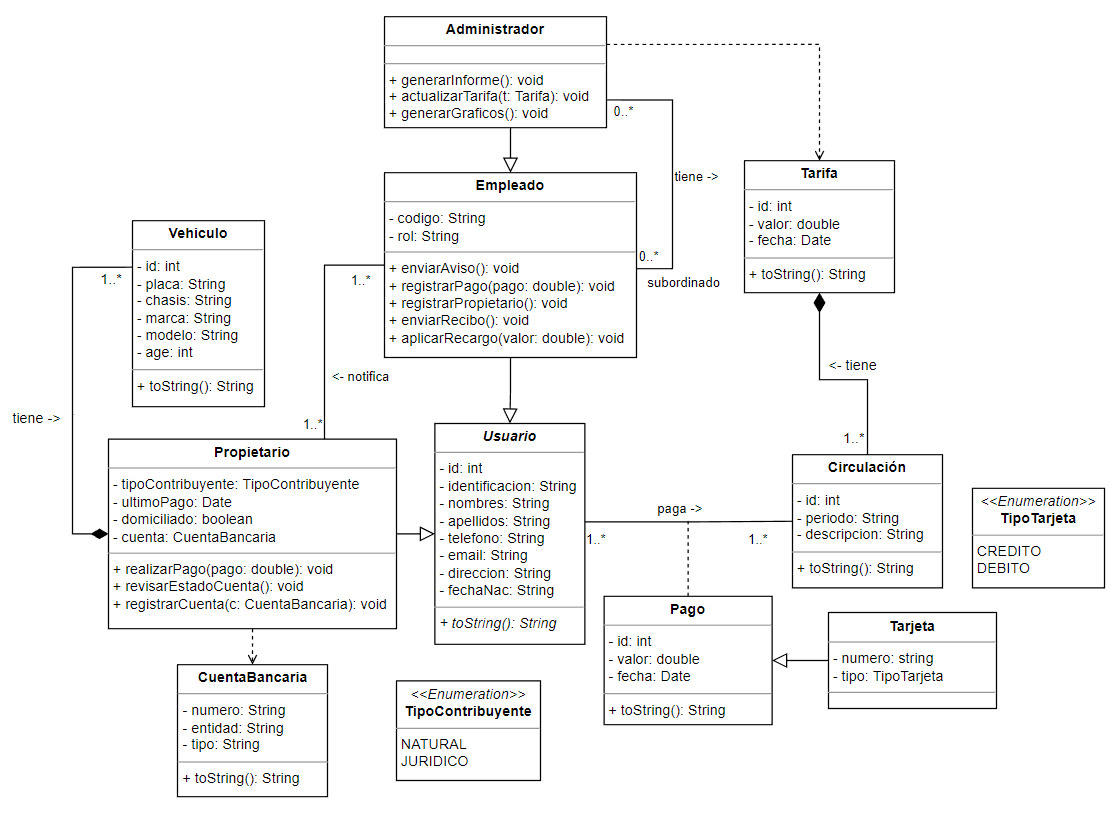 Administrador
+ generarInforme(): void
+ actualizarTarifa(t: Tarifa): void
+ generarGraficos(): void
0..*
tiene ->
0..*
subordinado
Empleado
- codigo: String
- rol: String
+ enviarAviso(): void
+ registrarPago(pago: double): void
+ registrarPropietario(): void
+ enviarRecibo(): void
+ aplicarRecargo(valor: double): void
Tarifa
- id: int
- valor: double
- fecha: Date
+ toString(): String
Vehiculo
- id: int
- placa: String
- chasis: String
- marca: String
- modelo: String
- age: int
+ toString(): String
1..*
tiene ->
1..*
<- notifica
1..*
<- tiene
1..*
Propietario
- tipoContribuyente: TipoContribuyente
- ultimoPago: Date
- domiciliado: boolean
- cuenta: CuentaBancaria
+ realizarPago(pago: double): void
+ revisarEstadoCuenta(): void
+ registrarCuenta(c: CuentaBancaria): void
Usuario
- id: int
- identificacion: String
- nombres: String
- apellidos: String
- telefono: String
- email: String
- direccion: String
- fechaNac: String
+ toString(): String
paga ->
1..*
1..*
Circulación
- id: int
- periodo: String
- descripcion: String
+ toString(): String
<<Enumeration>>
TipoTarjeta
CREDITO
DEBITO
Pago
- id: int
- valor: double
- fecha: Date
+ toString(): String
Tarjeta
- numero: string
- tipo: TipoTarjeta
CuentaBancaria
- numero: String
- entidad: String
- tipo: String
+ toString(): String
<<Enumeration>>
TipoContribuyente
NATURAL
JURIDICO